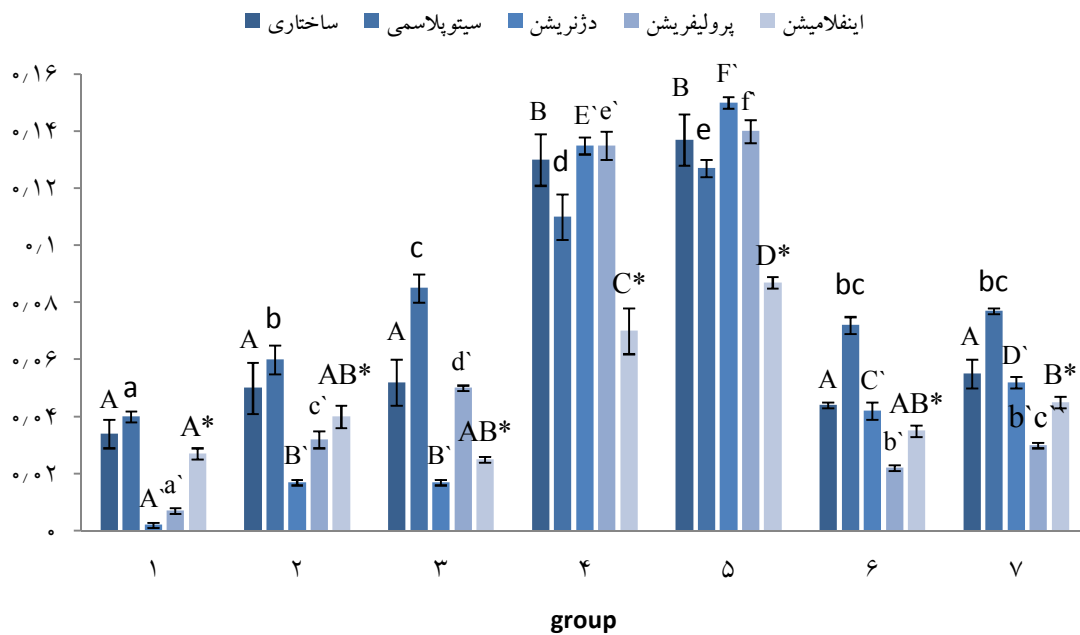 ساختاری سیتوپلاسمی دژنریشن پرولیفریشن اینفلامیشن
۰٫۱۶
۰٫۱۴
۰٫۱۲
۰٫۱
۰٫۰۸
۰٫۰۶
۰٫۰۴
۰٫۰۲
۰
A a A` a` A*
A b B` c` AB*
A c B` d` AB*
B d E` e` C*
B e F` f` D*
A bc C` b` AB*
A bc D` b`c`` B*
۱ ۲ ۳ ۴ ۵ ۶ ۷
group